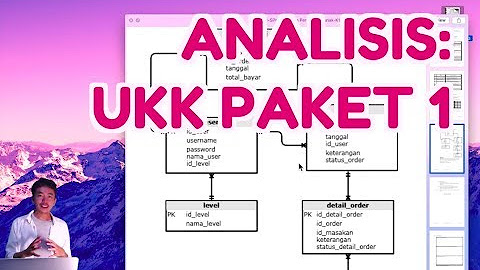 ANALISIS:
UKK PAKET 1
tanggal
total_bayar
id_user
username
password
nama_user
id_level
tanggal
id_user
keterangan
status_order
level
PK id_level
nama_level
detail_order
PK id_detail_order
id_order
id_masakan
keterangan
status_detail_order